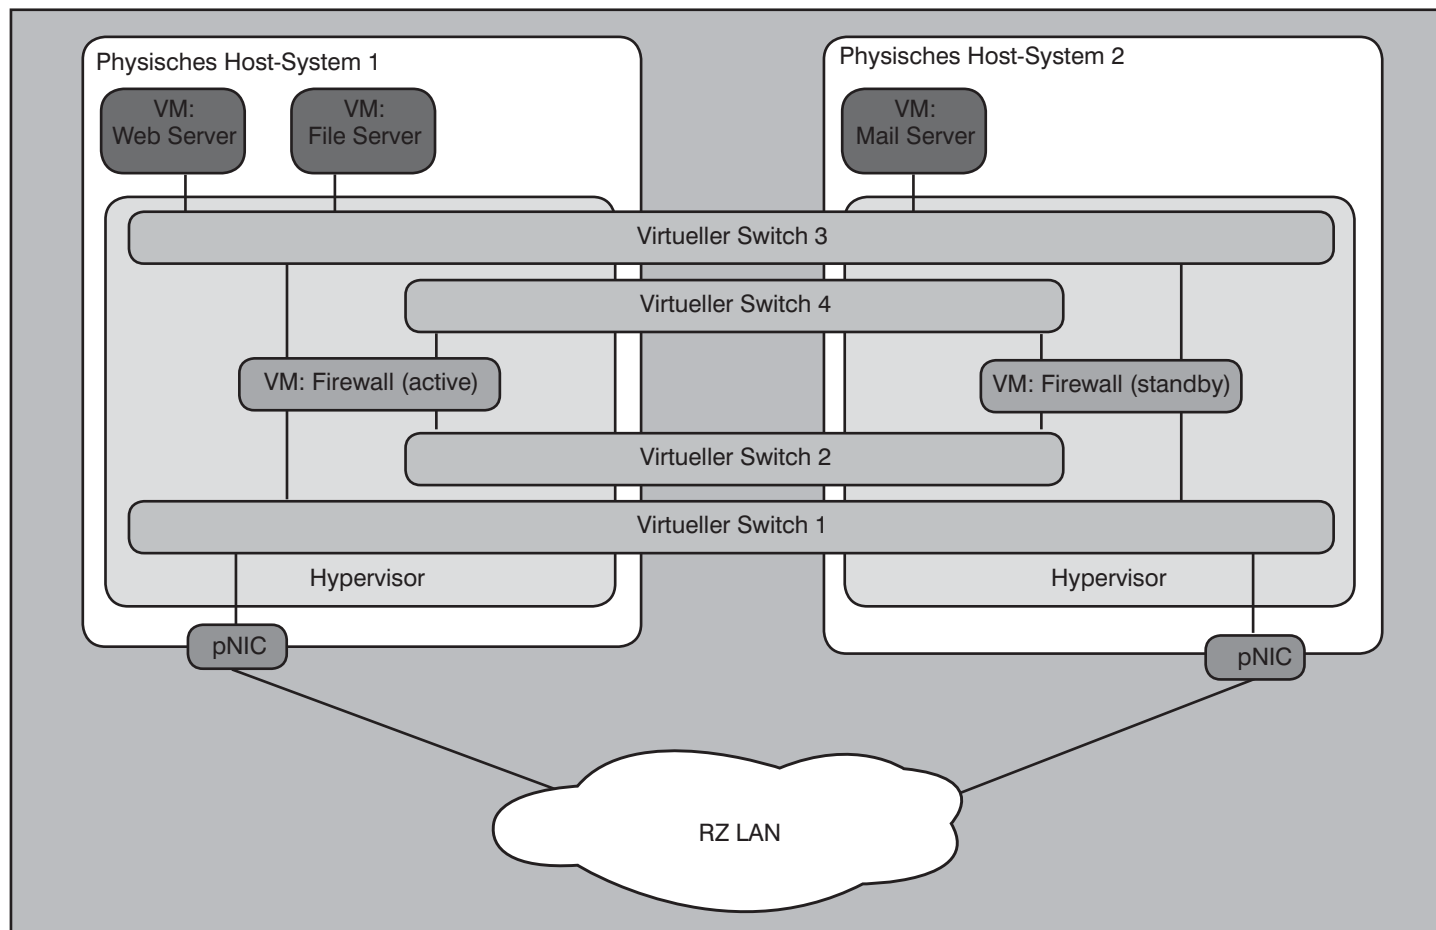 Physisches Host-System 1
Physisches Host-System 2
VM:
Web Server
VM:
File Server
VM:
Mail Server
Virtueller Switch 3
Virtueller Switch 4
VM: Firewall (active)
VM: Firewall (standby)
Virtueller Switch 2
Virtueller Switch 1
Hypervisor
Hypervisor
pNIC
pNIC
RZ LAN